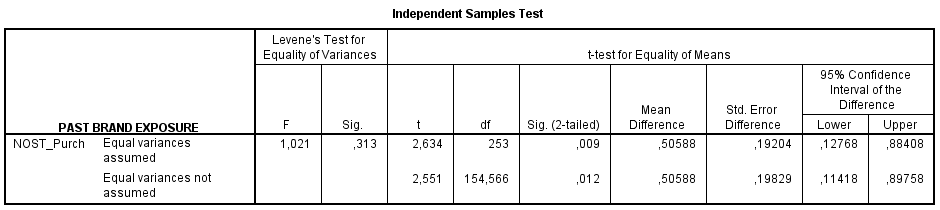 Independent Samples Test
Levene's Test for
Equality of Variances
t-test for Equality of Means
95% Confidence
Interval of the
Difference
Mean
Difference
Std. Error
Difference
PAST BRAND EXPOSURE F Sig. t df Sig. (2-tailed) Lower Upper
NOST_Purch Equal variances
assumed
1,021 ,313 2,634 253 ,009 ,50588 ,19204 ,12768 ,88408
Equal variances not
assumed
2,551 154,566 ,012 ,50588 ,19829 ,11418 ,89758